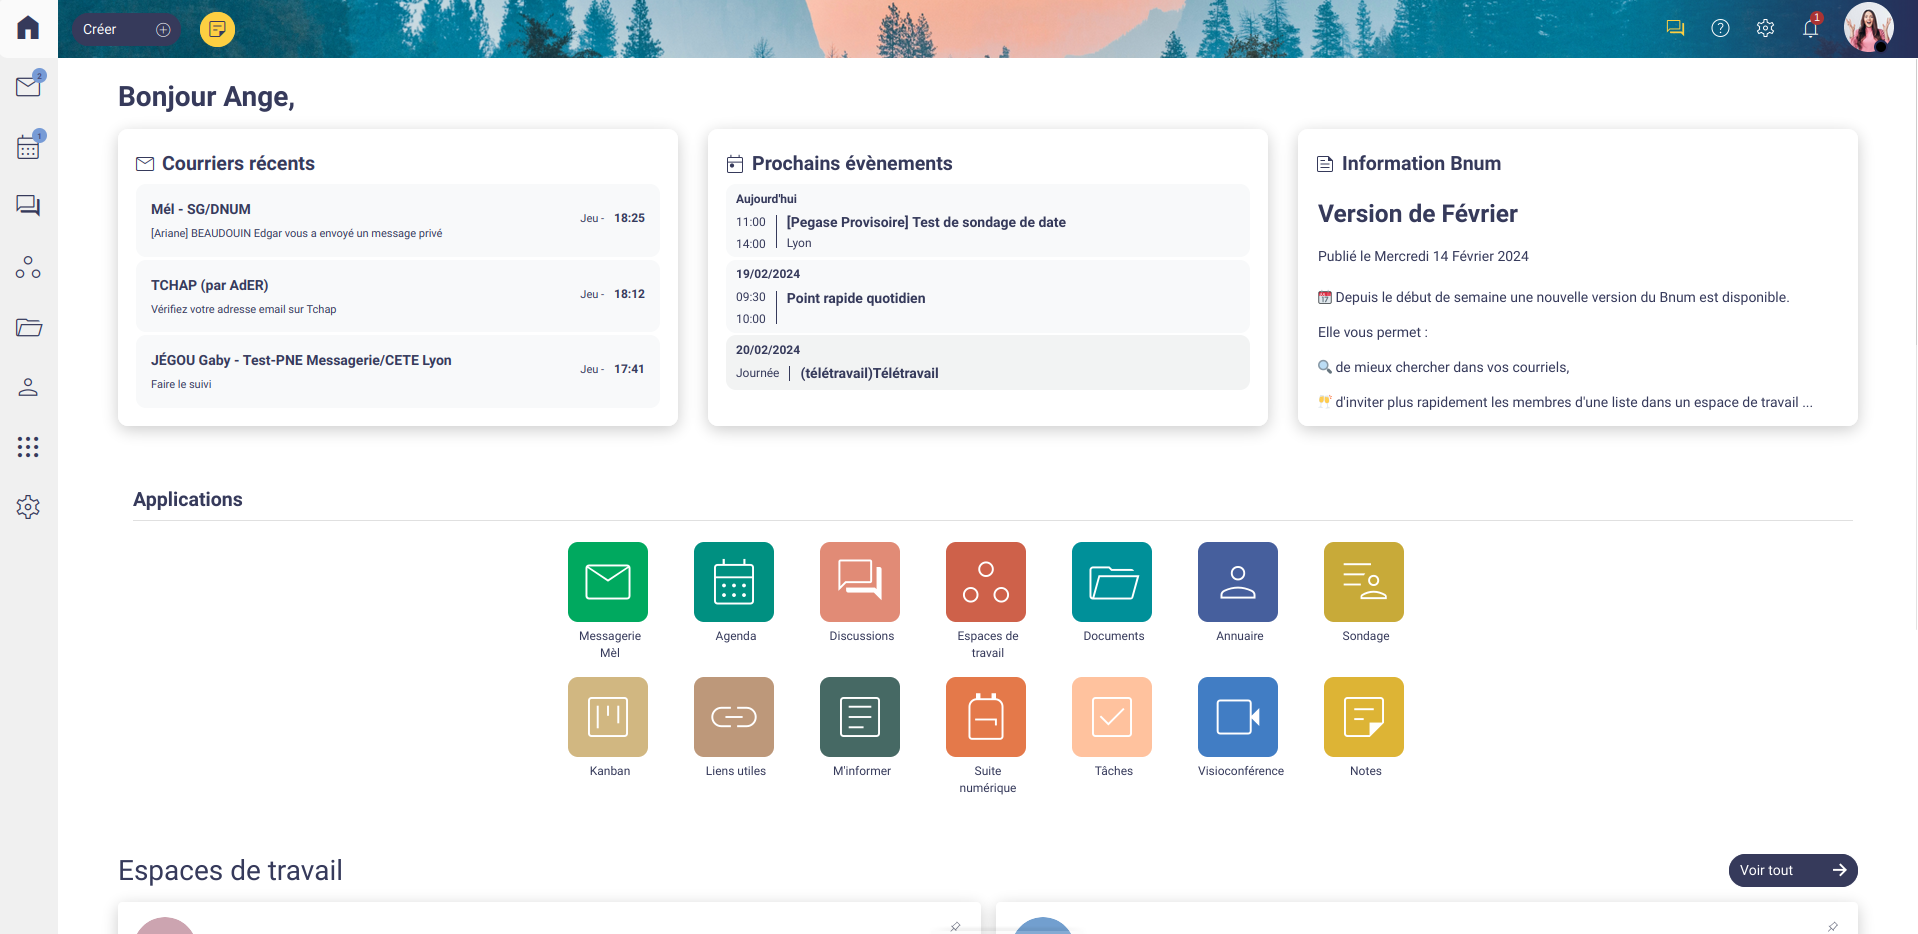 Créer
1
2
1
Bonjour Ange,
Courriers récents
Mél - SG/DNUM
[Ariane] BEAUDOUIN Edgar vous a envoyé un message privé
Jeu - 18:25
TCHAP (par AdER)
Vérifiez votre adresse email sur Tchap
Jeu - 18:12
JÉGOU Gaby - Test-PNE Messagerie/CETE Lyon
Faire le suivi
Jeu - 17:41
Prochains évènements
Aujourd'hui
11:00 [Pegase Provisoire] Test de sondage de date
14:00 Lyon
19/02/2024
09:30 Point rapide quotidien
10:00
20/02/2024
Journée (télétravail)Télétravail
Information Bnum
Version de Février
Publié le Mercredi 14 Février 2024
📅 Depuis le début de semaine une nouvelle version du Bnum est disponible.
Elle vous permet :
🔍 de mieux chercher dans vos courriels,
🙌 d'inviter plus rapidement les membres d'une liste dans un espace de travail ...
Applications
Messagerie
Mèl
Agenda
Discussions
Espaces de
travail
Documents
Annuaire
Sondage
Kanban
Liens utiles
M'informer
Suite
numérique
Tâches
Visioconférence
Notes
Espaces de travail
Voir tout